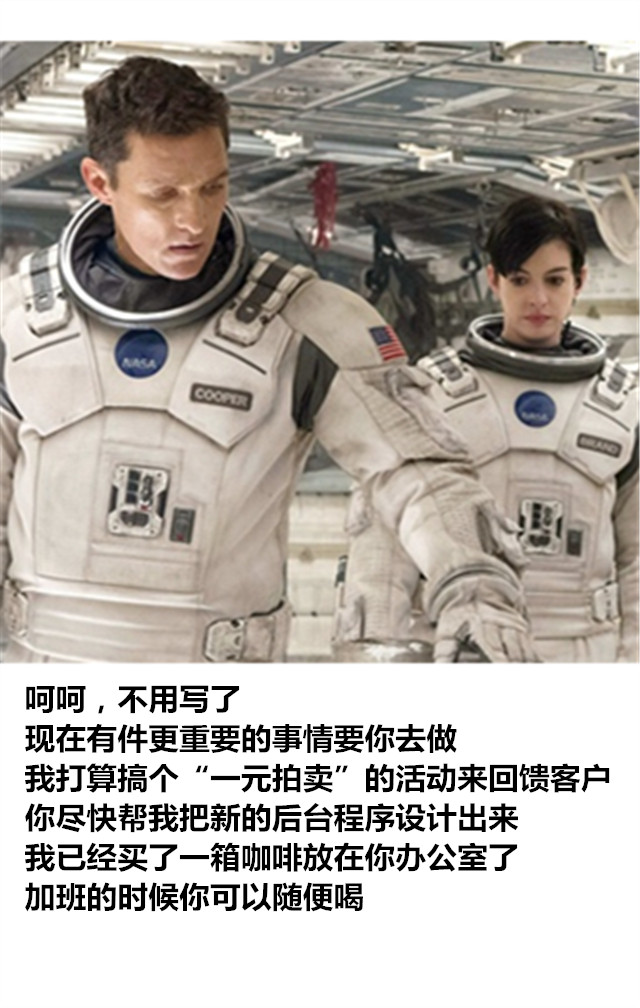 NASA
COOPER
NASA
BRAND
呵呵，不用写了
现在有件更重要的事情要你去做
我打算搞个“一元拍卖”的活动来回馈客户
你尽快帮我把新的后台程序设计出来
我已经买了一箱咖啡放在你办公室了
加班的时候你可以随便喝